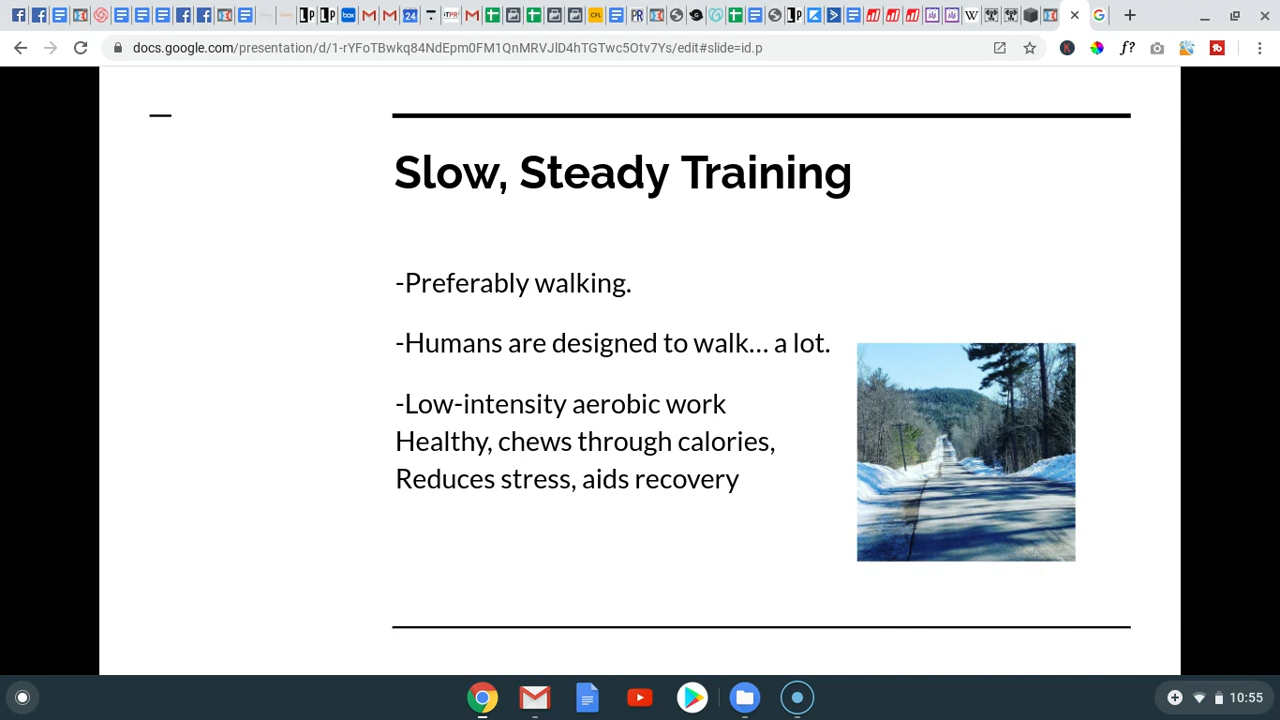 docs.google.com/presentation/d/1-rYFoTBwkq84NdEpm0FM1QnMRVJlD4hTGTwc5Otv7Ys/edit#slide=id.p
Slow, Steady Training
-Preferably walking.
-Humans are designed to walk... a lot.
-Low-intensity aerobic work
Healthy, chews through calories,
Reduces stress, aids recovery
10:55